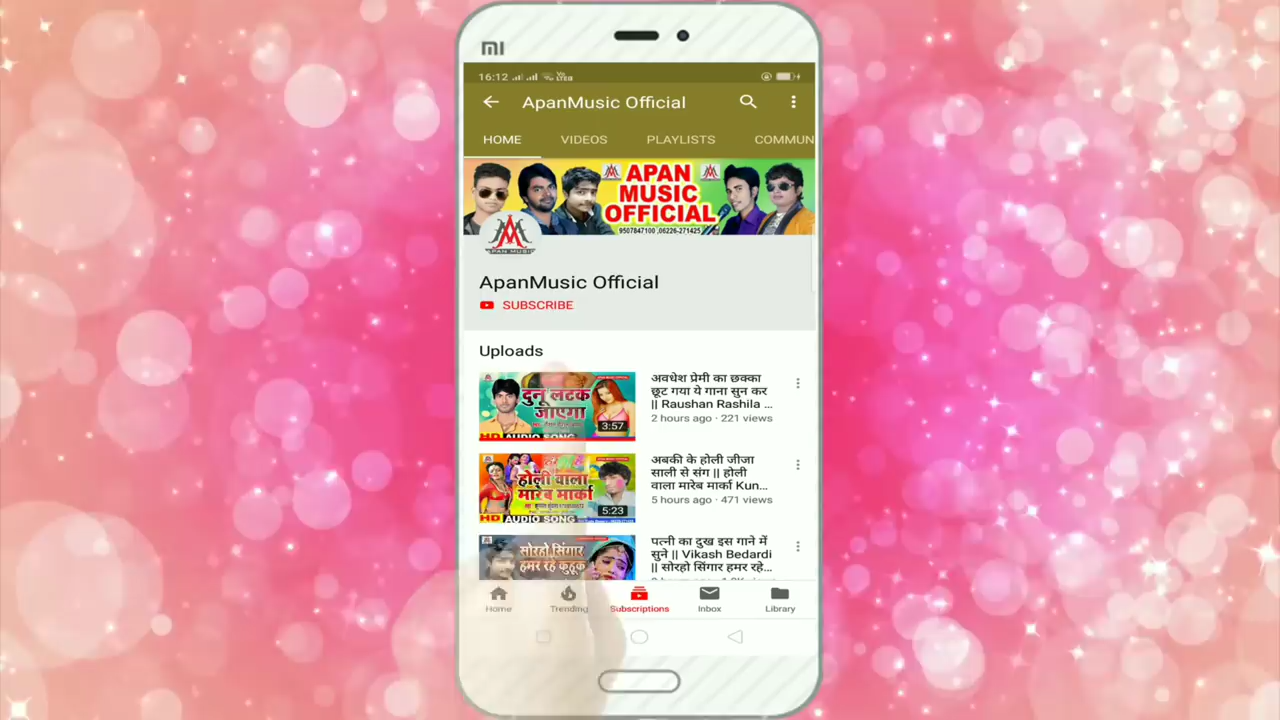 16:12
ApanMusic Official
HOME VIDEOS PLAYLISTS COMMUN
APAN
MUSIC
OFFICIAL
9507847100 ,06226-271425
ApanMusic Official
SUBSCRIBE
Uploads
दुनू लटक
जाएगा
3:57
HD AUDIO SONG
अवधेश प्रेमी का छक्का
छूट गया ये गाना सुन कर
|| Raushan Rashila ...
2 hours ago · 221 views
होली वाला
मारेब मार्का
5:23
HD AUDIO SONG
अबकी के होली जीजा
साली से संग || होली
वाला मारेब मार्का Kun...
5 hours ago · 471 views
सोरहो सिंगार
हमर रहे कुहूक
पत्नी का दुख इस गाने में
सुने || Vikash Bedardi
|| सोरहो सिंगार हमर रहे...
Home Trending Subscriptions Inbox Library